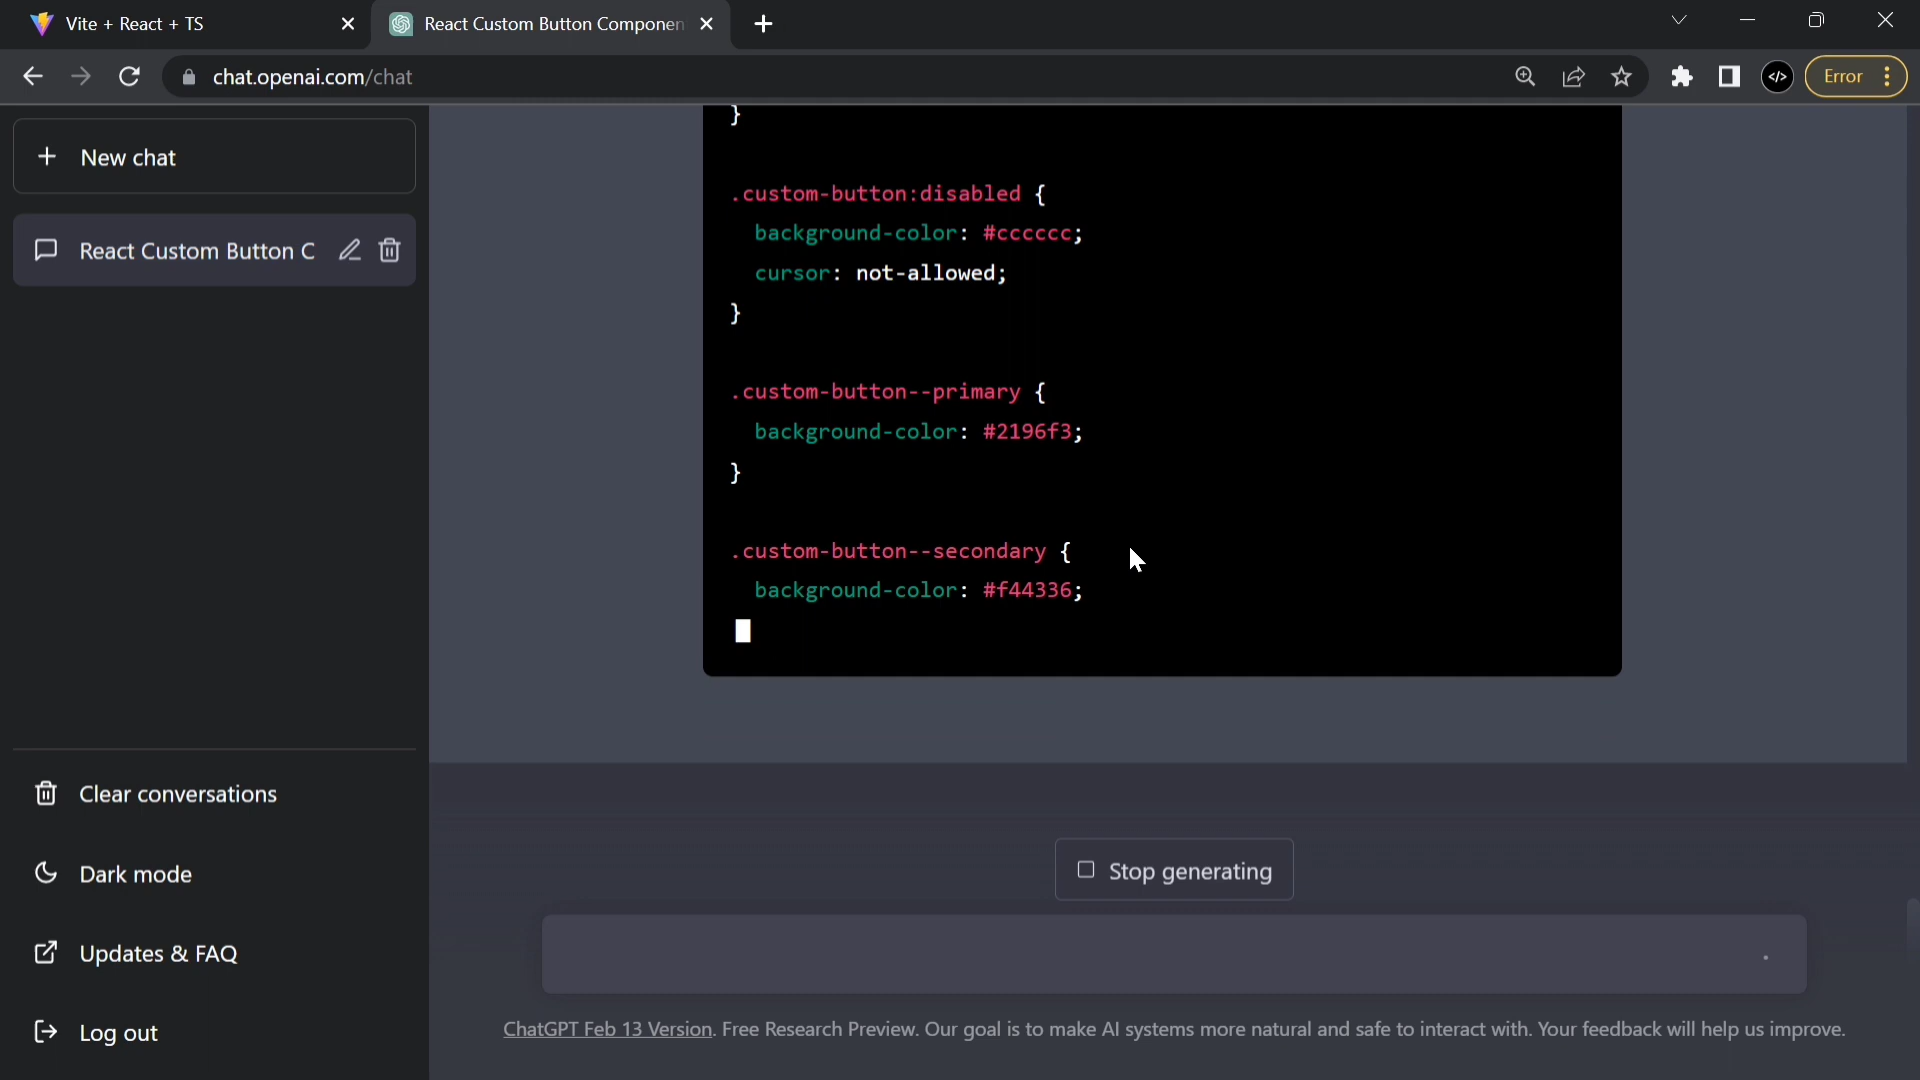 Vite + React + TS
React Custom Button Componen
chat.openai.com/chat
Error
New chat
React Custom Button C
}
.custom-button:disabled {
background-color: #cccccc;
cursor: not-allowed;
}
.custom-button--primary {
background-color: #2196f3;
}
.custom-button--secondary {
background-color: #f44336;
Clear conversations
Dark mode
Updates & FAQ
Log out
Stop generating
ChatGPT Feb 13 Version. Free Research Preview. Our goal is to make AI systems more natural and safe to interact with. Your feedback will help us improve.